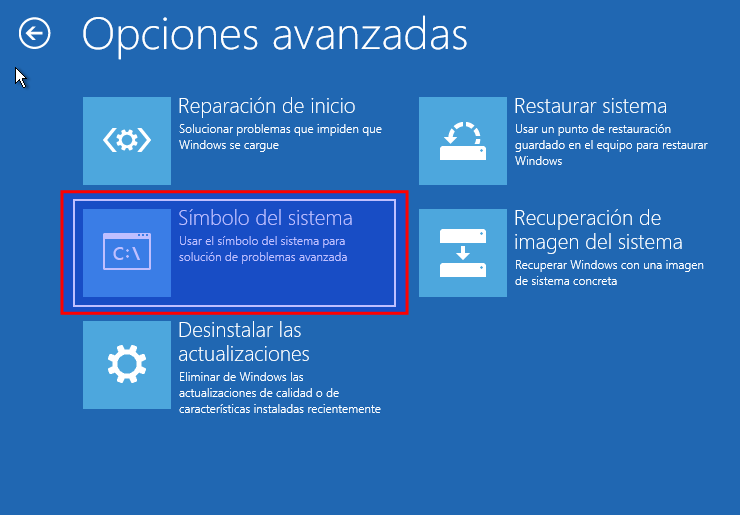 Opciones avanzadas
Reparación de inicio
Solucionar problemas que impiden que
Windows se cargue
Restaurar sistema
Usar un punto de restauración
guardado en el equipo para restaurar
Windows
C:\
Símbolo del sistema
Usar el símbolo del sistema para
solución de problemas avanzada
Recuperación de
imagen del sistema
Recuperar Windows con una imagen
de sistema concreta
Desinstalar las
actualizaciones
Eliminar de Windows las
actualizaciones de calidad o de
características instaladas recientemente